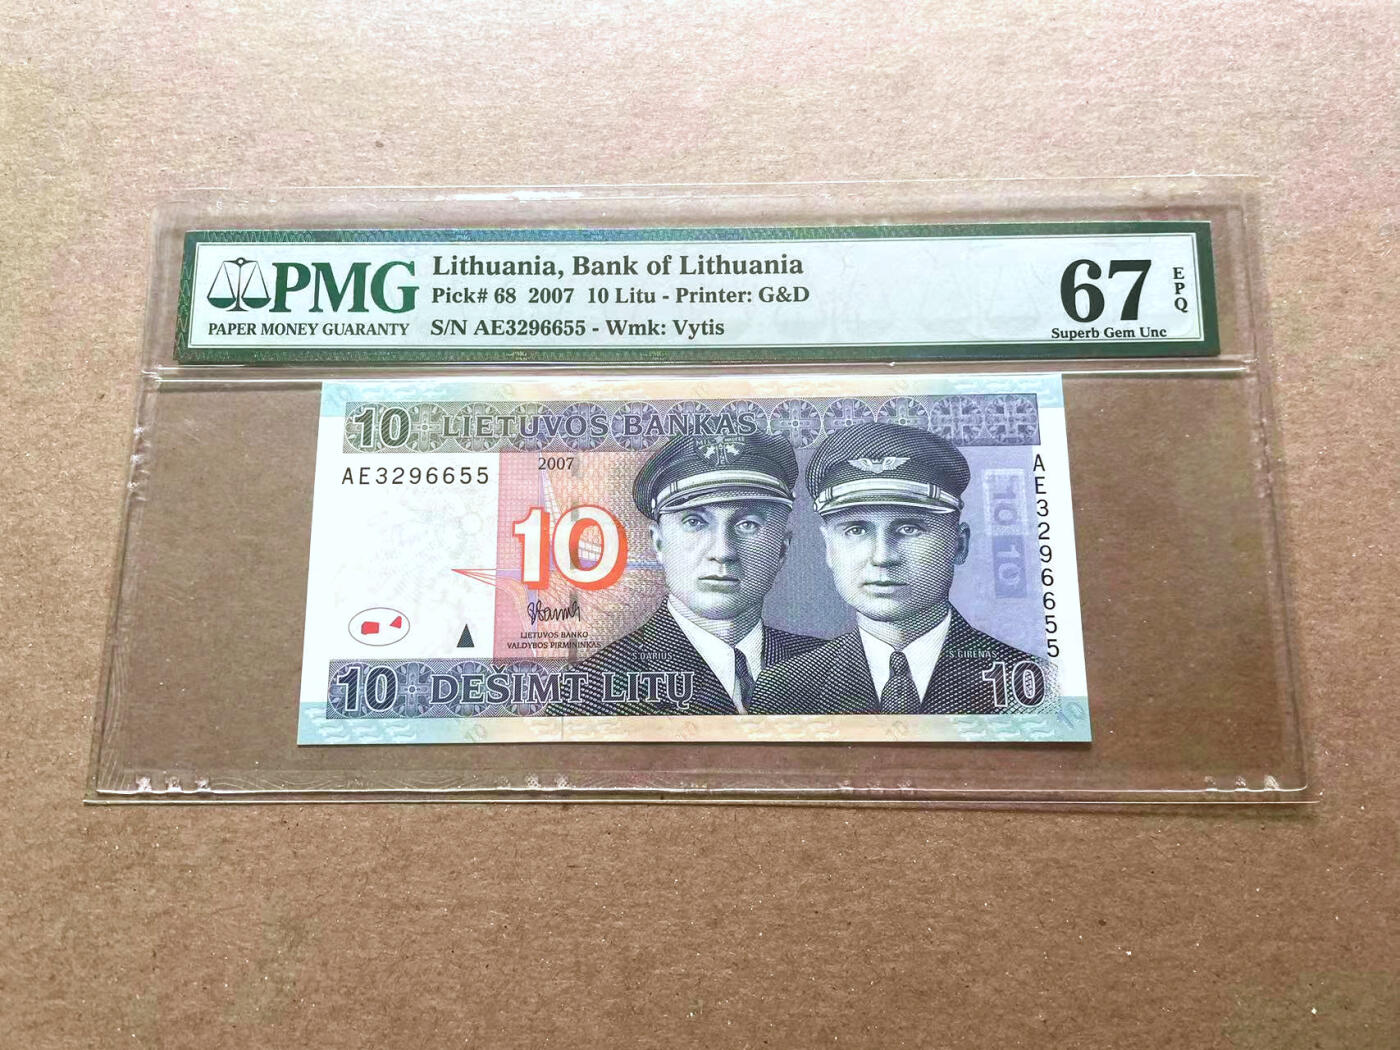 PMG
PAPER MONEY GUARANTY
Lithuania, Bank of Lithuania
Pick# 68 2007 10 Litu - Printer: G&D
S/N AE3296655 - Wmk: Vytis
67
EPQ
Superb Gem Unc
10 LIETUVOS BANKAS
AE3296655
2007
10
10
10
AE3296655
LIETUVOS BANKO
VALDYBOS PIRMININKAS
S DARIUS
S GIRĖNAS
10 DEŠIMT LITŲ
10